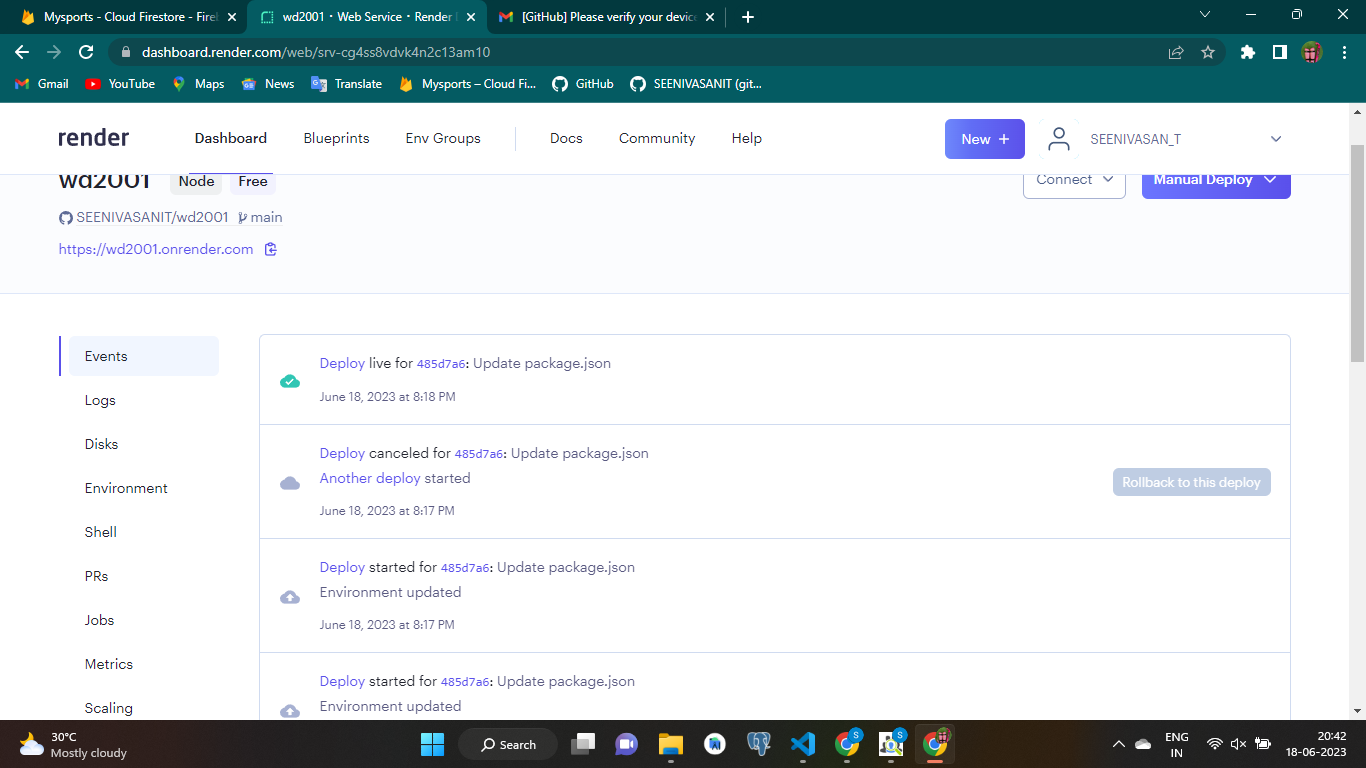 Mysports - Cloud Firestore - Fire
wd2001 · Web Service · Render
[GitHub] Please verify your device
dashboard.render.com/web/srv-cg4ss8vdvk4n2c13am10
Gmail YouTube Maps News Translate Mysports – Cloud Fi... GitHub SEENIVASANIT (git...
render Dashboard Blueprints Env Groups Docs Community Help New + SEENIVASAN_T
wd2001 Node Free Connect Manual Deploy
SEENIVASANIT/wd2001 main
https://wd2001.onrender.com
Events
Logs
Disks
Environment
Shell
PRs
Jobs
Metrics
Scaling
Deploy live for 485d7a6: Update package.json
June 18, 2023 at 8:18 PM
Deploy canceled for 485d7a6: Update package.json
Another deploy started
Rollback to this deploy
June 18, 2023 at 8:17 PM
Deploy started for 485d7a6: Update package.json
Environment updated
June 18, 2023 at 8:17 PM
Deploy started for 485d7a6: Update package.json
Environment updated
30°C
Mostly cloudy
Search
S
S
ENG
IN
20:42
18-06-2023